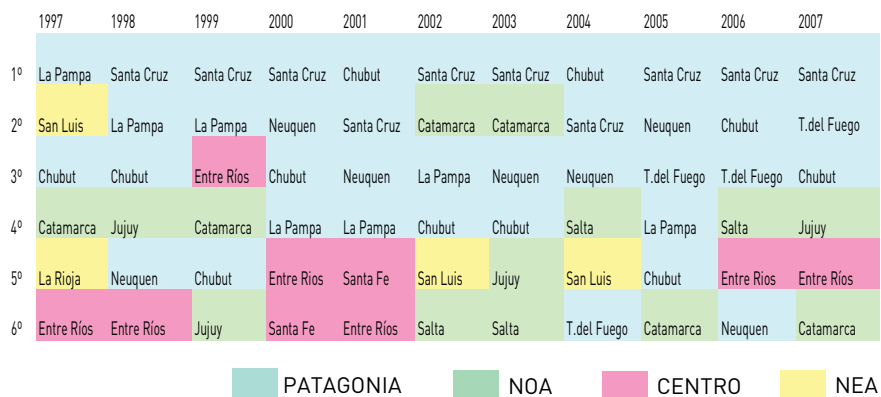 1997 1998 1999 2000 2001 2002 2003 2004 2005 2006 2007
1º La Pampa Santa Cruz Santa Cruz Santa Cruz Chubut Santa Cruz Santa Cruz Chubut Santa Cruz Santa Cruz Santa Cruz
2º San Luis La Pampa La Pampa Neuquen Santa Cruz Catamarca Catamarca Santa Cruz Neuquen Chubut T.del Fuego
3º Chubut Chubut Entre Ríos Chubut Neuquen La Pampa Neuquen Neuquen T.del Fuego T.del Fuego Chubut
4º Catamarca Jujuy Catamarca La Pampa La Pampa Chubut Chubut Salta La Pampa Salta Jujuy
5º La Rioja Neuquen Chubut Entre Rios Santa Fe San Luis Jujuy San Luis Chubut Entre Rios Entre Ríos
6º Entre Ríos Entre Ríos Jujuy Santa Fe Entre Ríos Salta Salta T.del Fuego Catamarca Neuquen Catamarca
PATAGONIA NOA CENTRO NEA